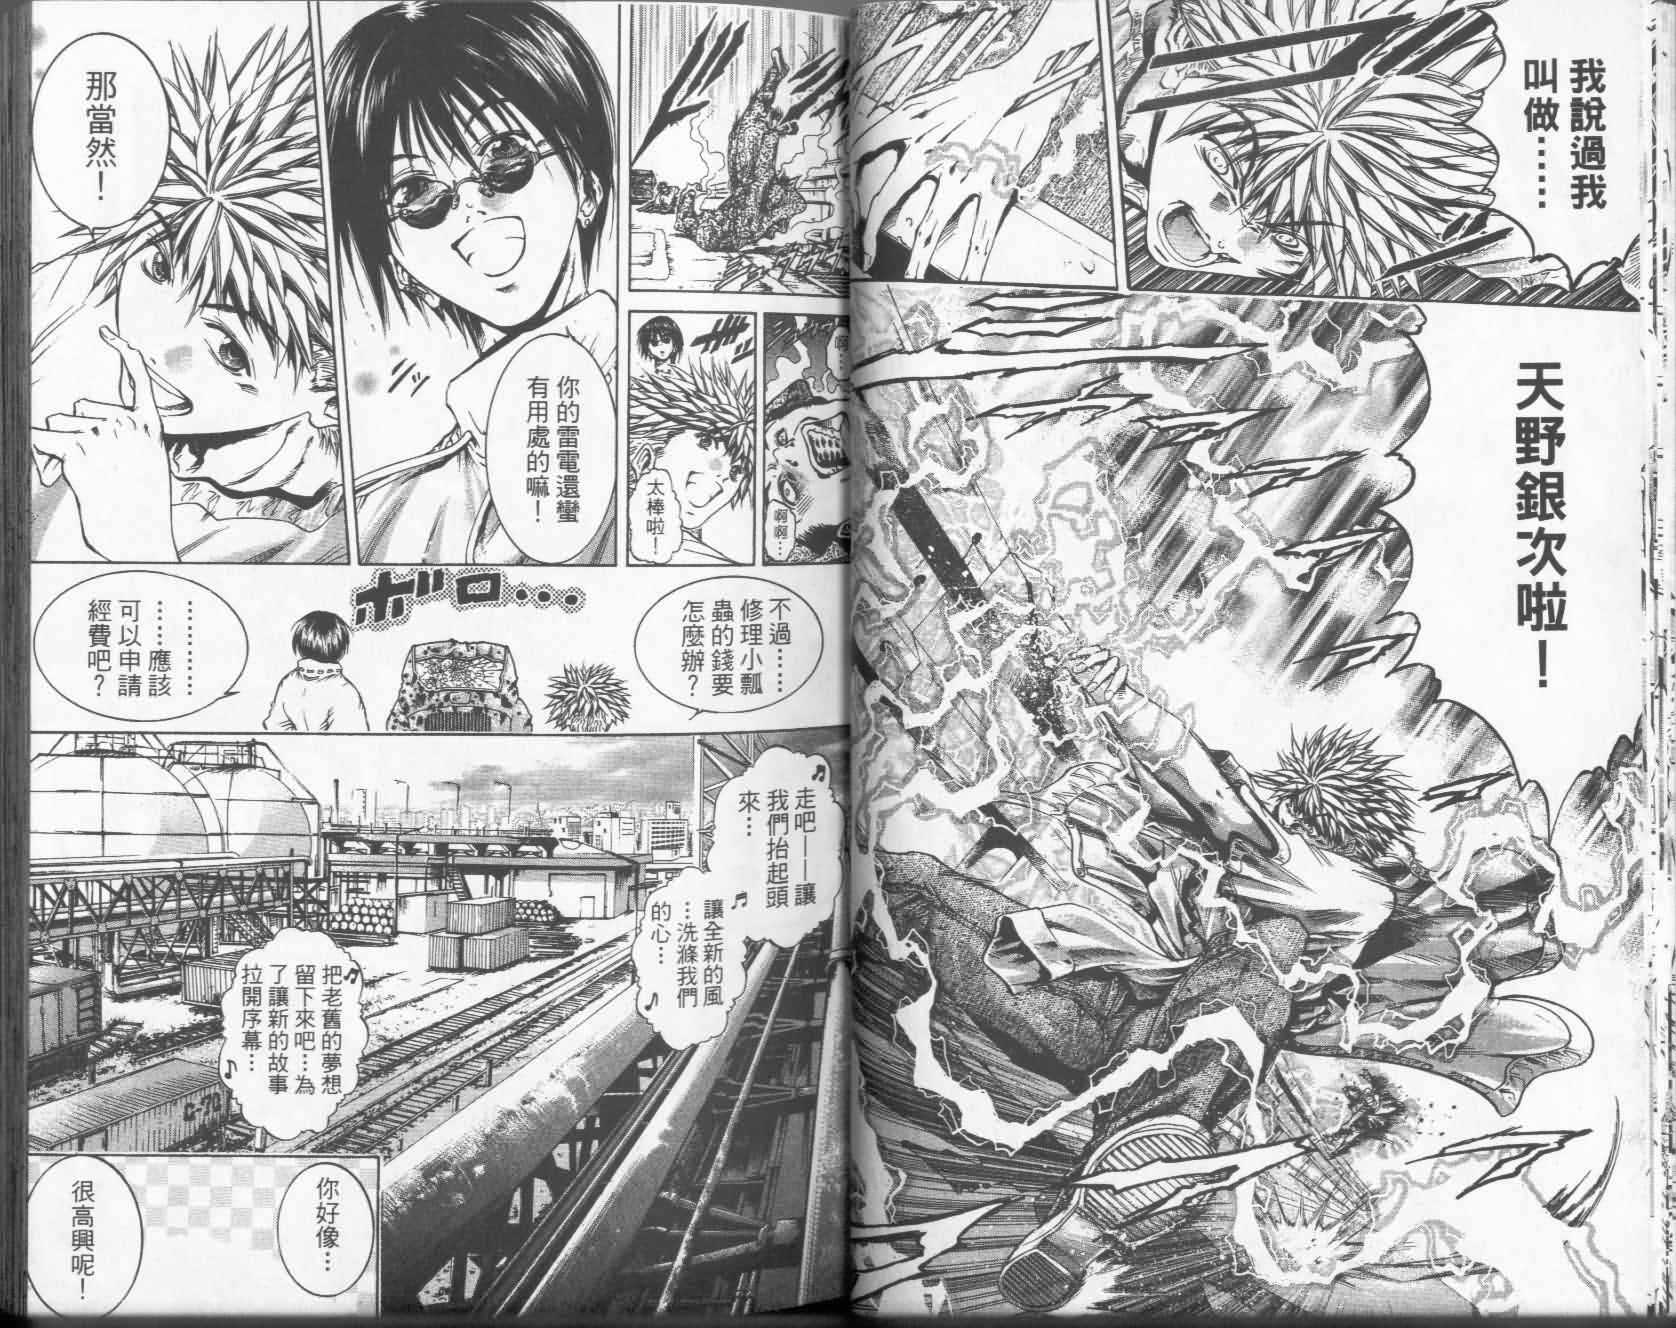 我說過我
叫做……
天野銀次啦！
啊…
啊啊…
太棒啦！
你的雷電還蠻
有用處的嘛！
那當然！
不過……
修理小瓢
蟲的錢要
怎麼辦？
ボロ…
…………
……應該
可以申請
經費吧？
♪走吧——讓
我們抬起頭
來…
♪讓全新的風
…洗滌我們
的心…♪
♪把老舊的夢想
留下來吧…為
了讓新的故事
拉開序幕…♪
C-70
你好像…
很高興呢！